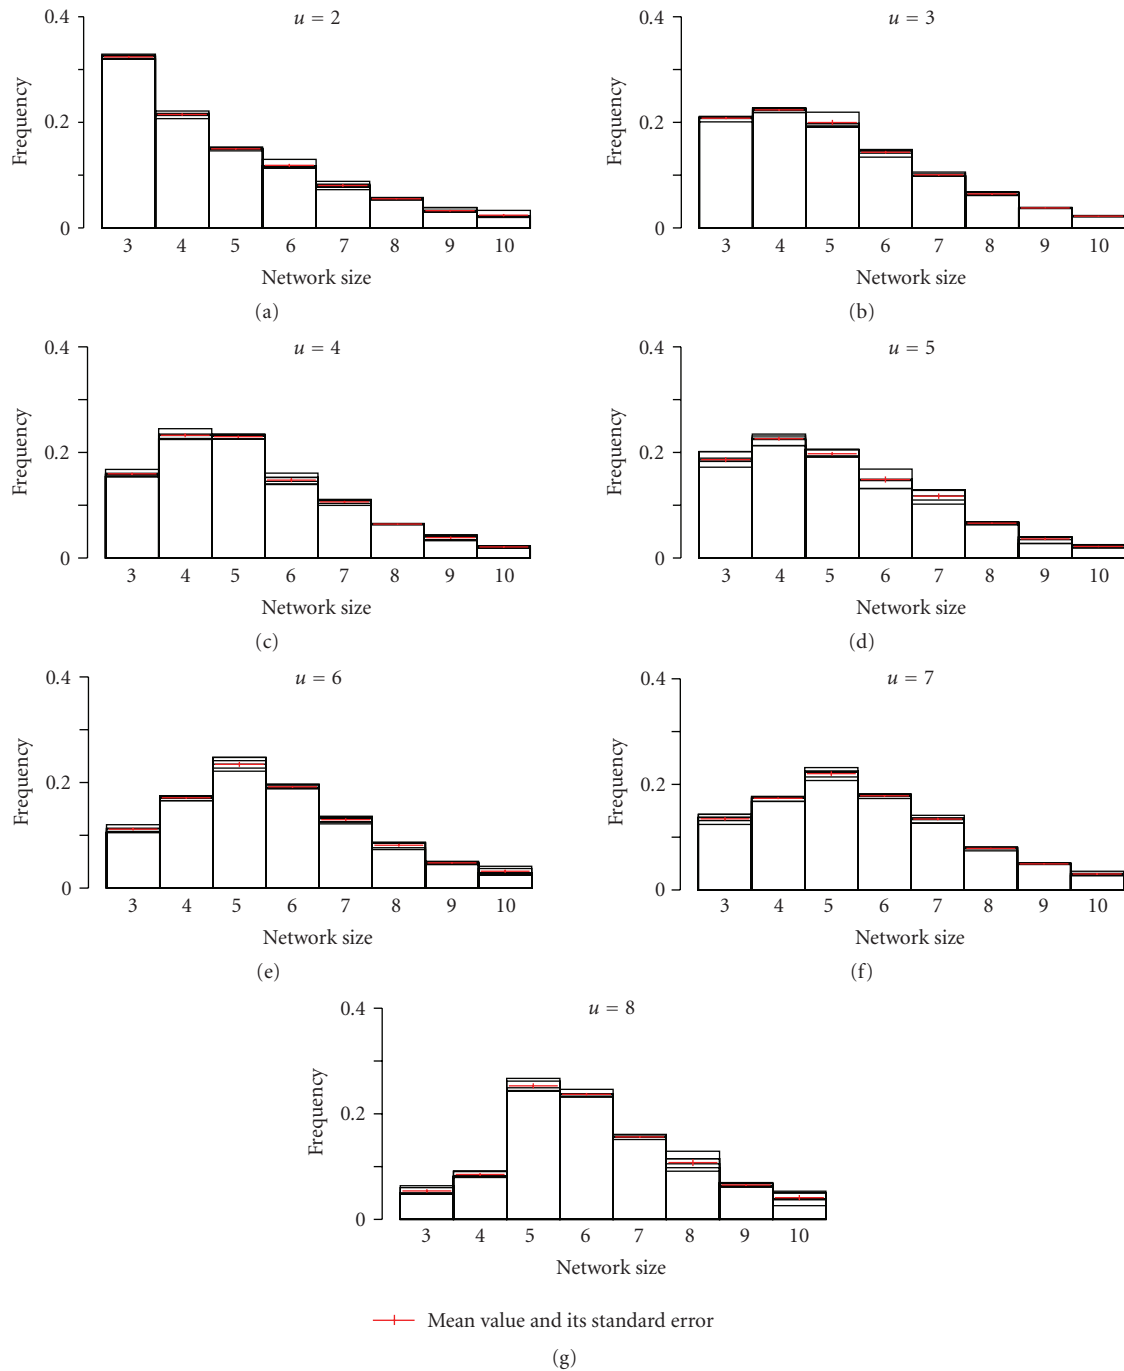 u = 2
0.4
0.2
0
Frequency
3 4 5 6 7 8 9 10
Network size
(a)
u = 3
0.4
0.2
0
Frequency
3 4 5 6 7 8 9 10
Network size
(b)
u = 4
0.4
0.2
0
Frequency
3 4 5 6 7 8 9 10
Network size
(c)
u = 5
0.4
0.2
0
Frequency
3 4 5 6 7 8 9 10
Network size
(d)
u = 6
0.4
0.2
0
Frequency
3 4 5 6 7 8 9 10
Network size
(e)
u = 7
0.4
0.2
0
Frequency
3 4 5 6 7 8 9 10
Network size
(f)
u = 8
0.4
0.2
0
Frequency
3 4 5 6 7 8 9 10
Network size
Mean value and its standard error
(g)